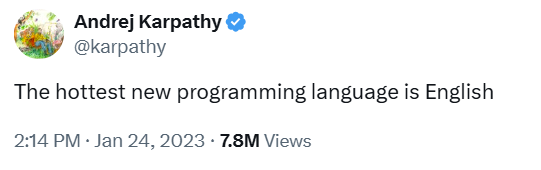 Andrej Karpathy
@karpathy
The hottest new programming language is English
2:14 PM · Jan 24, 2023 · 7.8M Views